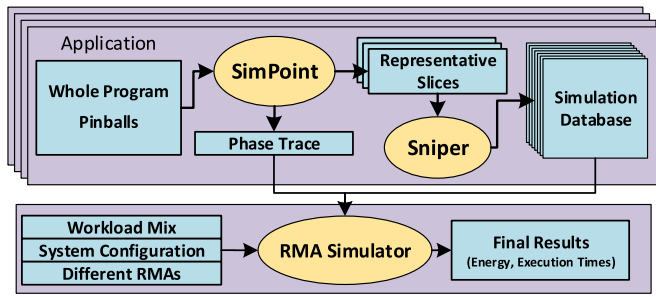 Application
Whole Program
Pinballs
SimPoint
Representative
Slices
Simulation
Database
Phase Trace
Sniper
Workload Mix
System Configuration
Different RMAs
RMA Simulator
Final Results
(Energy, Execution Times)